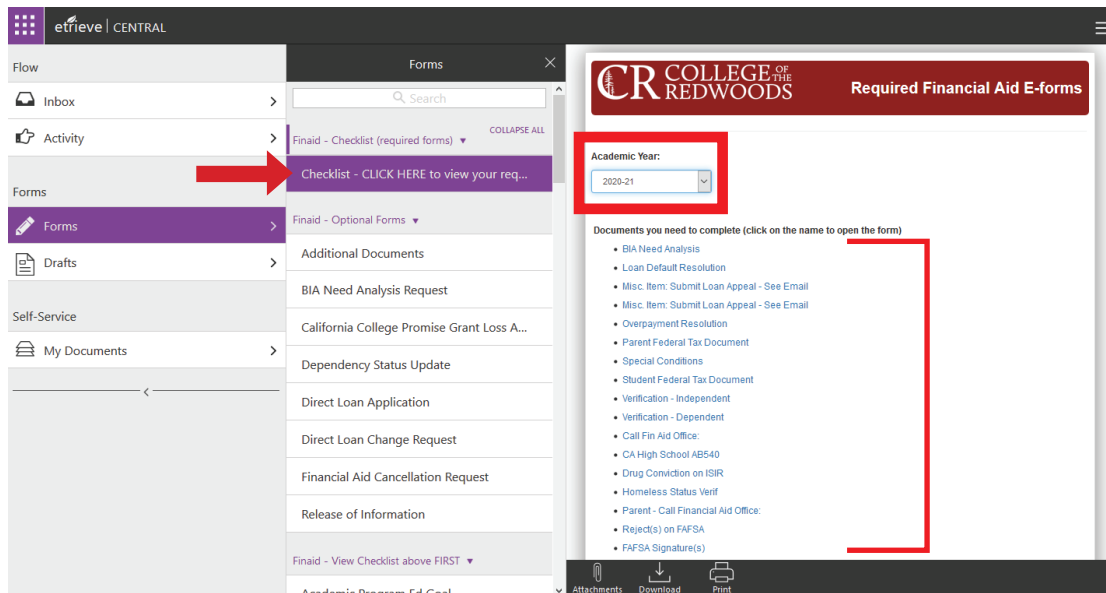 etrieve | CENTRAL
Flow
Inbox
Activity
Forms
Forms
Drafts
Self-Service
My Documents
Forms
Search
COLLAPSE ALL
Finaid - Checklist (required forms)
Checklist - CLICK HERE to view your req...
Finaid - Optional Forms
Additional Documents
BIA Need Analysis Request
California College Promise Grant Loss A...
Dependency Status Update
Direct Loan Application
Direct Loan Change Request
Financial Aid Cancellation Request
Release of Information
Finaid - View Checklist above FIRST
Academic Program Ed Goal
CR COLLEGE OF THE REDWOODS
Required Financial Aid E-forms
Academic Year:
2020-21
Documents you need to complete (click on the name to open the form)
BIA Need Analysis
Loan Default Resolution
Misc. Item: Submit Loan Appeal - See Email
Misc. Item: Submit Loan Appeal - See Email
Overpayment Resolution
Parent Federal Tax Document
Special Conditions
Student Federal Tax Document
Verification - Independent
Verification - Dependent
Call Fin Aid Office:
CA High School AB540
Drug Conviction on ISIR
Homeless Status Verif
Parent - Call Financial Aid Office:
Reject(s) on FAFSA
FAFSA Signature(s)
Attachments
Download
Print